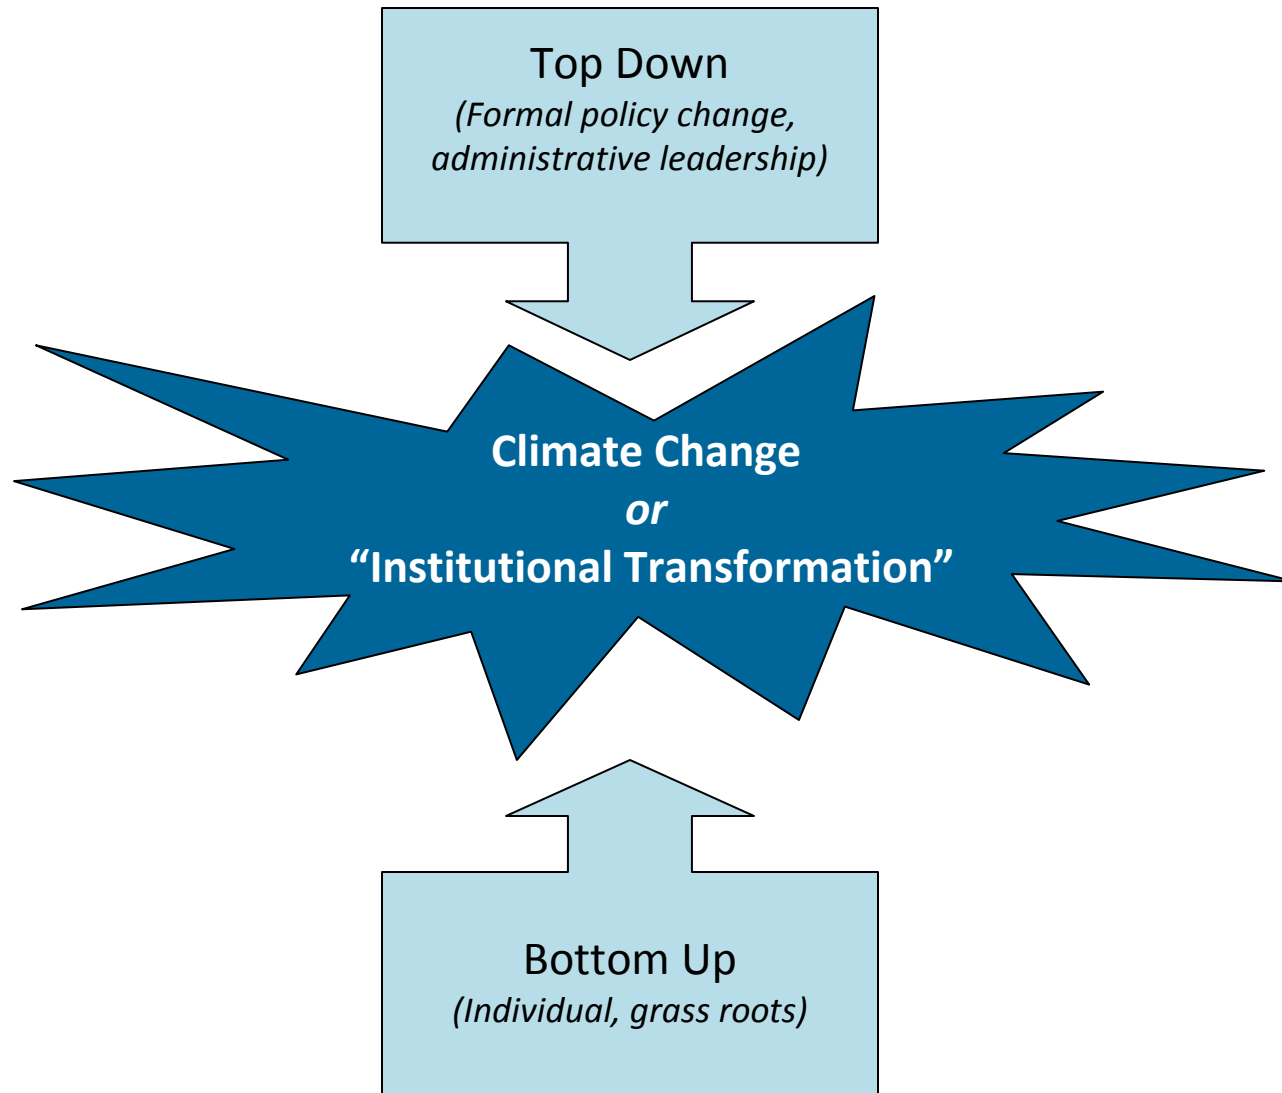 Top Down
(Formal policy change,
administrative leadership)
Climate Change
or
“Institutional Transformation”
Bottom Up
(Individual, grass roots)